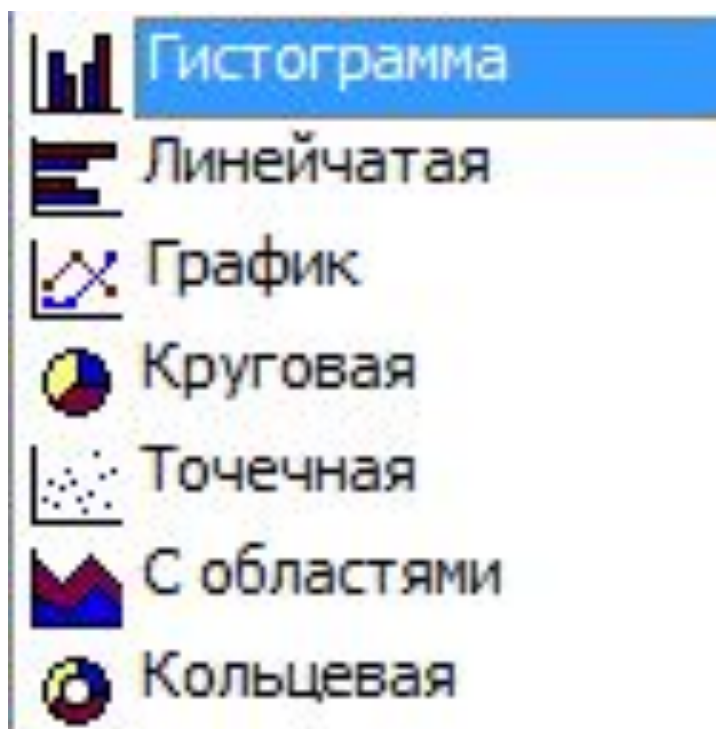 Гистограмма
Линейчатая
График
Круговая
Точечная
С областями
Кольцевая